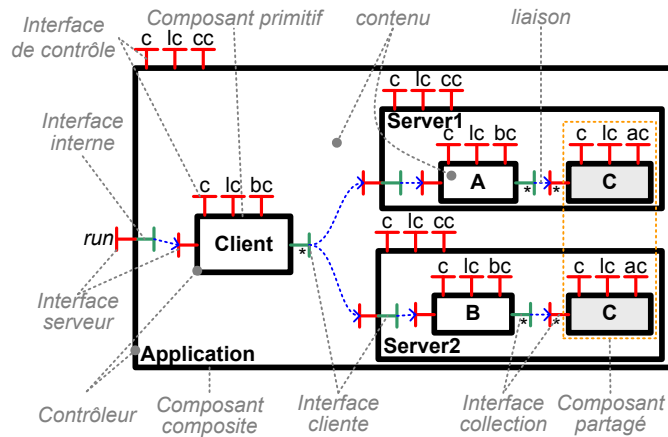 Interface
de contrôle
Composant primitif
contenu
liaison
c lc cc
c lc cc
Server1
Interface
interne
c lc bc
c lc ac
A
C
* *
c lc bc
run
Client
*
c lc cc
Interface
serveur
c lc bc
c lc ac
B
C
* *
Application
Server2
Contrôleur
Composant
composite
Interface
cliente
Interface
collection
Composant
partagé